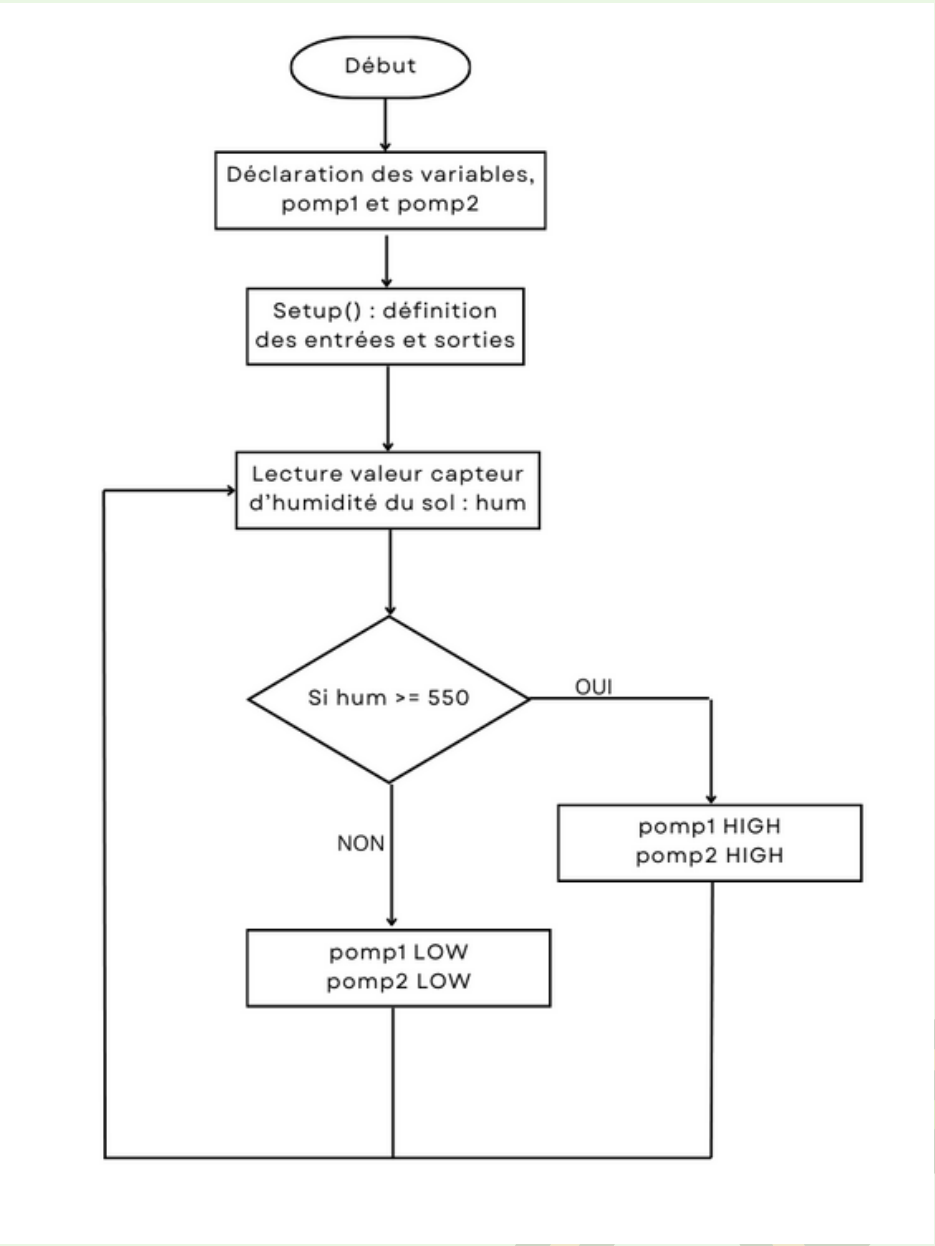 Début
Déclaration des variables,
pomp1 et pomp2
Setup() : définition
des entrées et sorties
Lecture valeur capteur
d'humidité du sol : hum
Si hum >= 550
OUI
pomp1 HIGH
pomp2 HIGH
NON
pomp1 LOW
pomp2 LOW